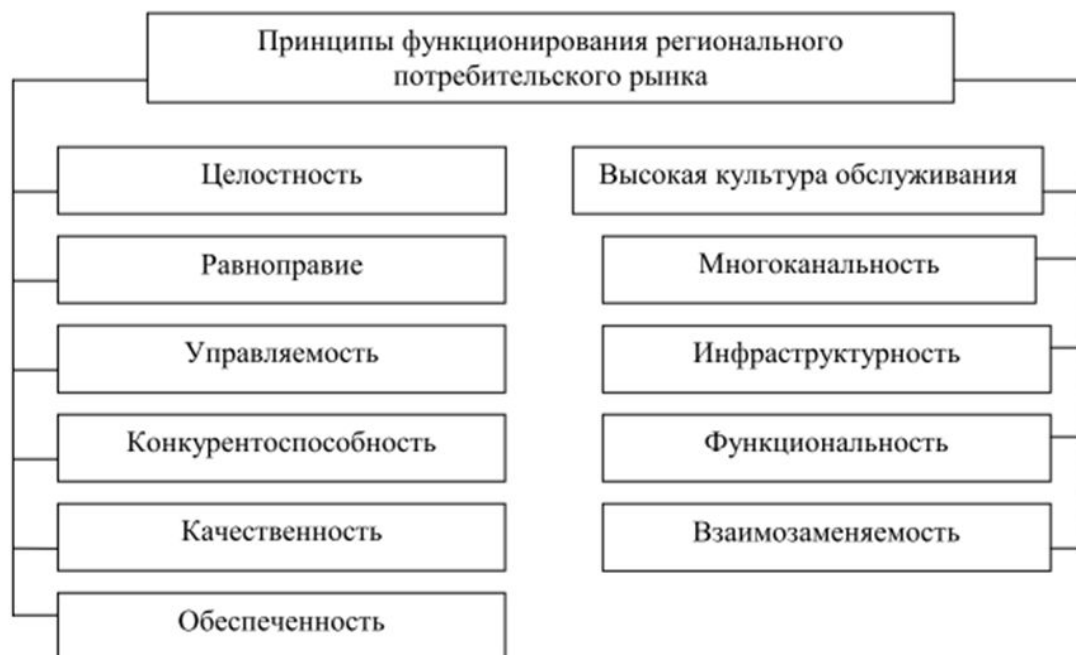 Принципы функционирования регионального
потребительского рынка
Целостность
Равноправие
Управляемость
Конкурентоспособность
Качественность
Обеспеченность
Высокая культура обслуживания
Многоканальность
Инфраструктурность
Функциональность
Взаимозаменяемость